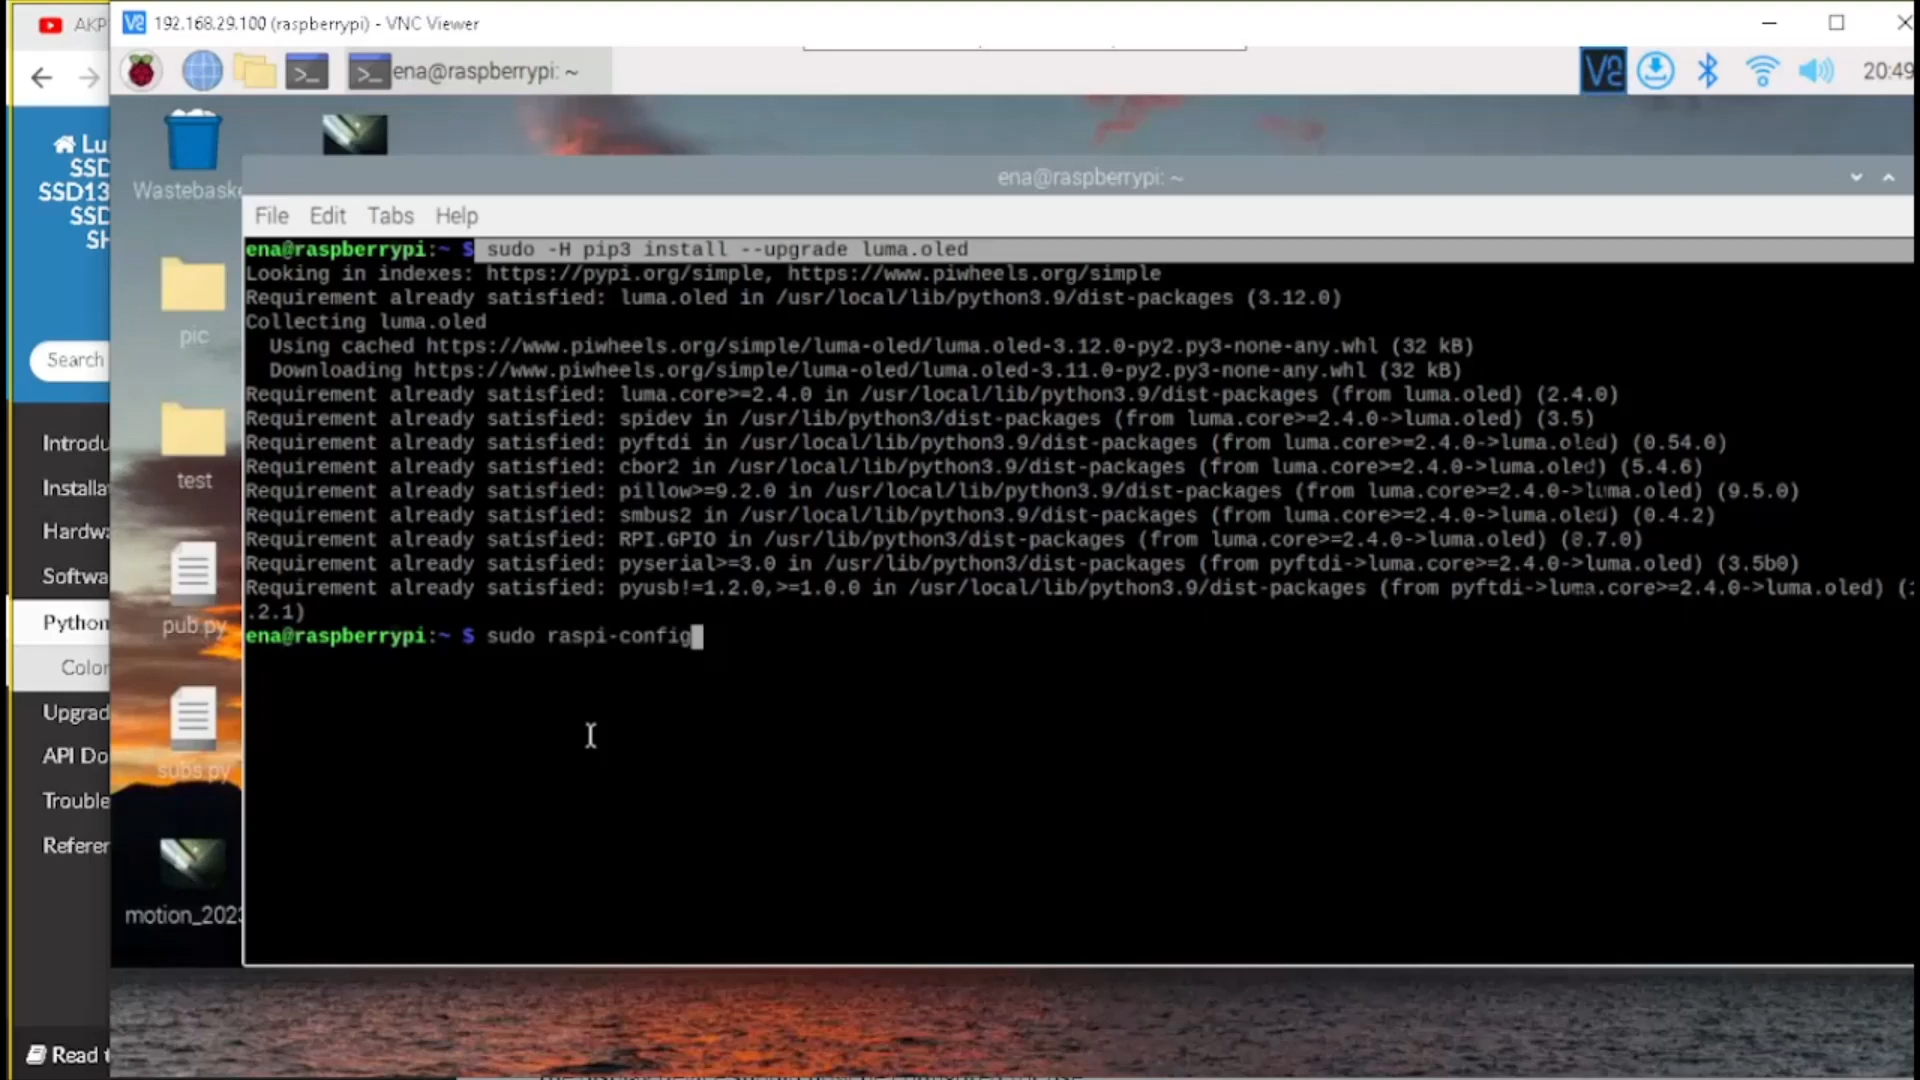 AKP
192.168.29.100 (raspberrypi) - VNC Viewer
ena@raspberrypi: ~
20:49
Lu
SSD
SSD13
SSD
SH
Search
Introdu
Installa
Hardwa
Softwa
Python
Color
Upgrad
API Do
Trouble
Referen
Read t
Wastebaske
pic
test
pub.py
subs.py
motion_2023
ena@raspberrypi: ~
File Edit Tabs Help
ena@raspberrypi:~ $ sudo -H pip3 install --upgrade luma.oled
Looking in indexes: https://pypi.org/simple, https://www.piwheels.org/simple
Requirement already satisfied: luma.oled in /usr/local/lib/python3.9/dist-packages (3.12.0)
Collecting luma.oled
Using cached https://www.piwheels.org/simple/luma-oled/luma.oled-3.12.0-py2.py3-none-any.whl (32 kB)
Downloading https://www.piwheels.org/simple/luma-oled/luma.oled-3.11.0-py2.py3-none-any.whl (32 kB)
Requirement already satisfied: luma.core>=2.4.0 in /usr/local/lib/python3.9/dist-packages (from luma.oled) (2.4.0)
Requirement already satisfied: spidev in /usr/lib/python3/dist-packages (from luma.core>=2.4.0->luma.oled) (3.5)
Requirement already satisfied: pyftdi in /usr/local/lib/python3.9/dist-packages (from luma.core>=2.4.0->luma.oled) (0.54.0)
Requirement already satisfied: cbor2 in /usr/local/lib/python3.9/dist-packages (from luma.core>=2.4.0->luma.oled) (5.4.6)
Requirement already satisfied: pillow>=9.2.0 in /usr/local/lib/python3.9/dist-packages (from luma.core>=2.4.0->luma.oled) (9.5.0)
Requirement already satisfied: smbus2 in /usr/local/lib/python3.9/dist-packages (from luma.core>=2.4.0->luma.oled) (0.4.2)
Requirement already satisfied: RPI.GPIO in /usr/lib/python3/dist-packages (from luma.core>=2.4.0->luma.oled) (0.7.0)
Requirement already satisfied: pyserial>=3.0 in /usr/lib/python3/dist-packages (from pyftdi->luma.core>=2.4.0->luma.oled) (3.5b0)
Requirement already satisfied: pyusb!=1.2.0,>=1.0.0 in /usr/local/lib/python3.9/dist-packages (from pyftdi->luma.core>=2.4.0->luma.oled) (1
.2.1)
ena@raspberrypi:~ $ sudo raspi-config